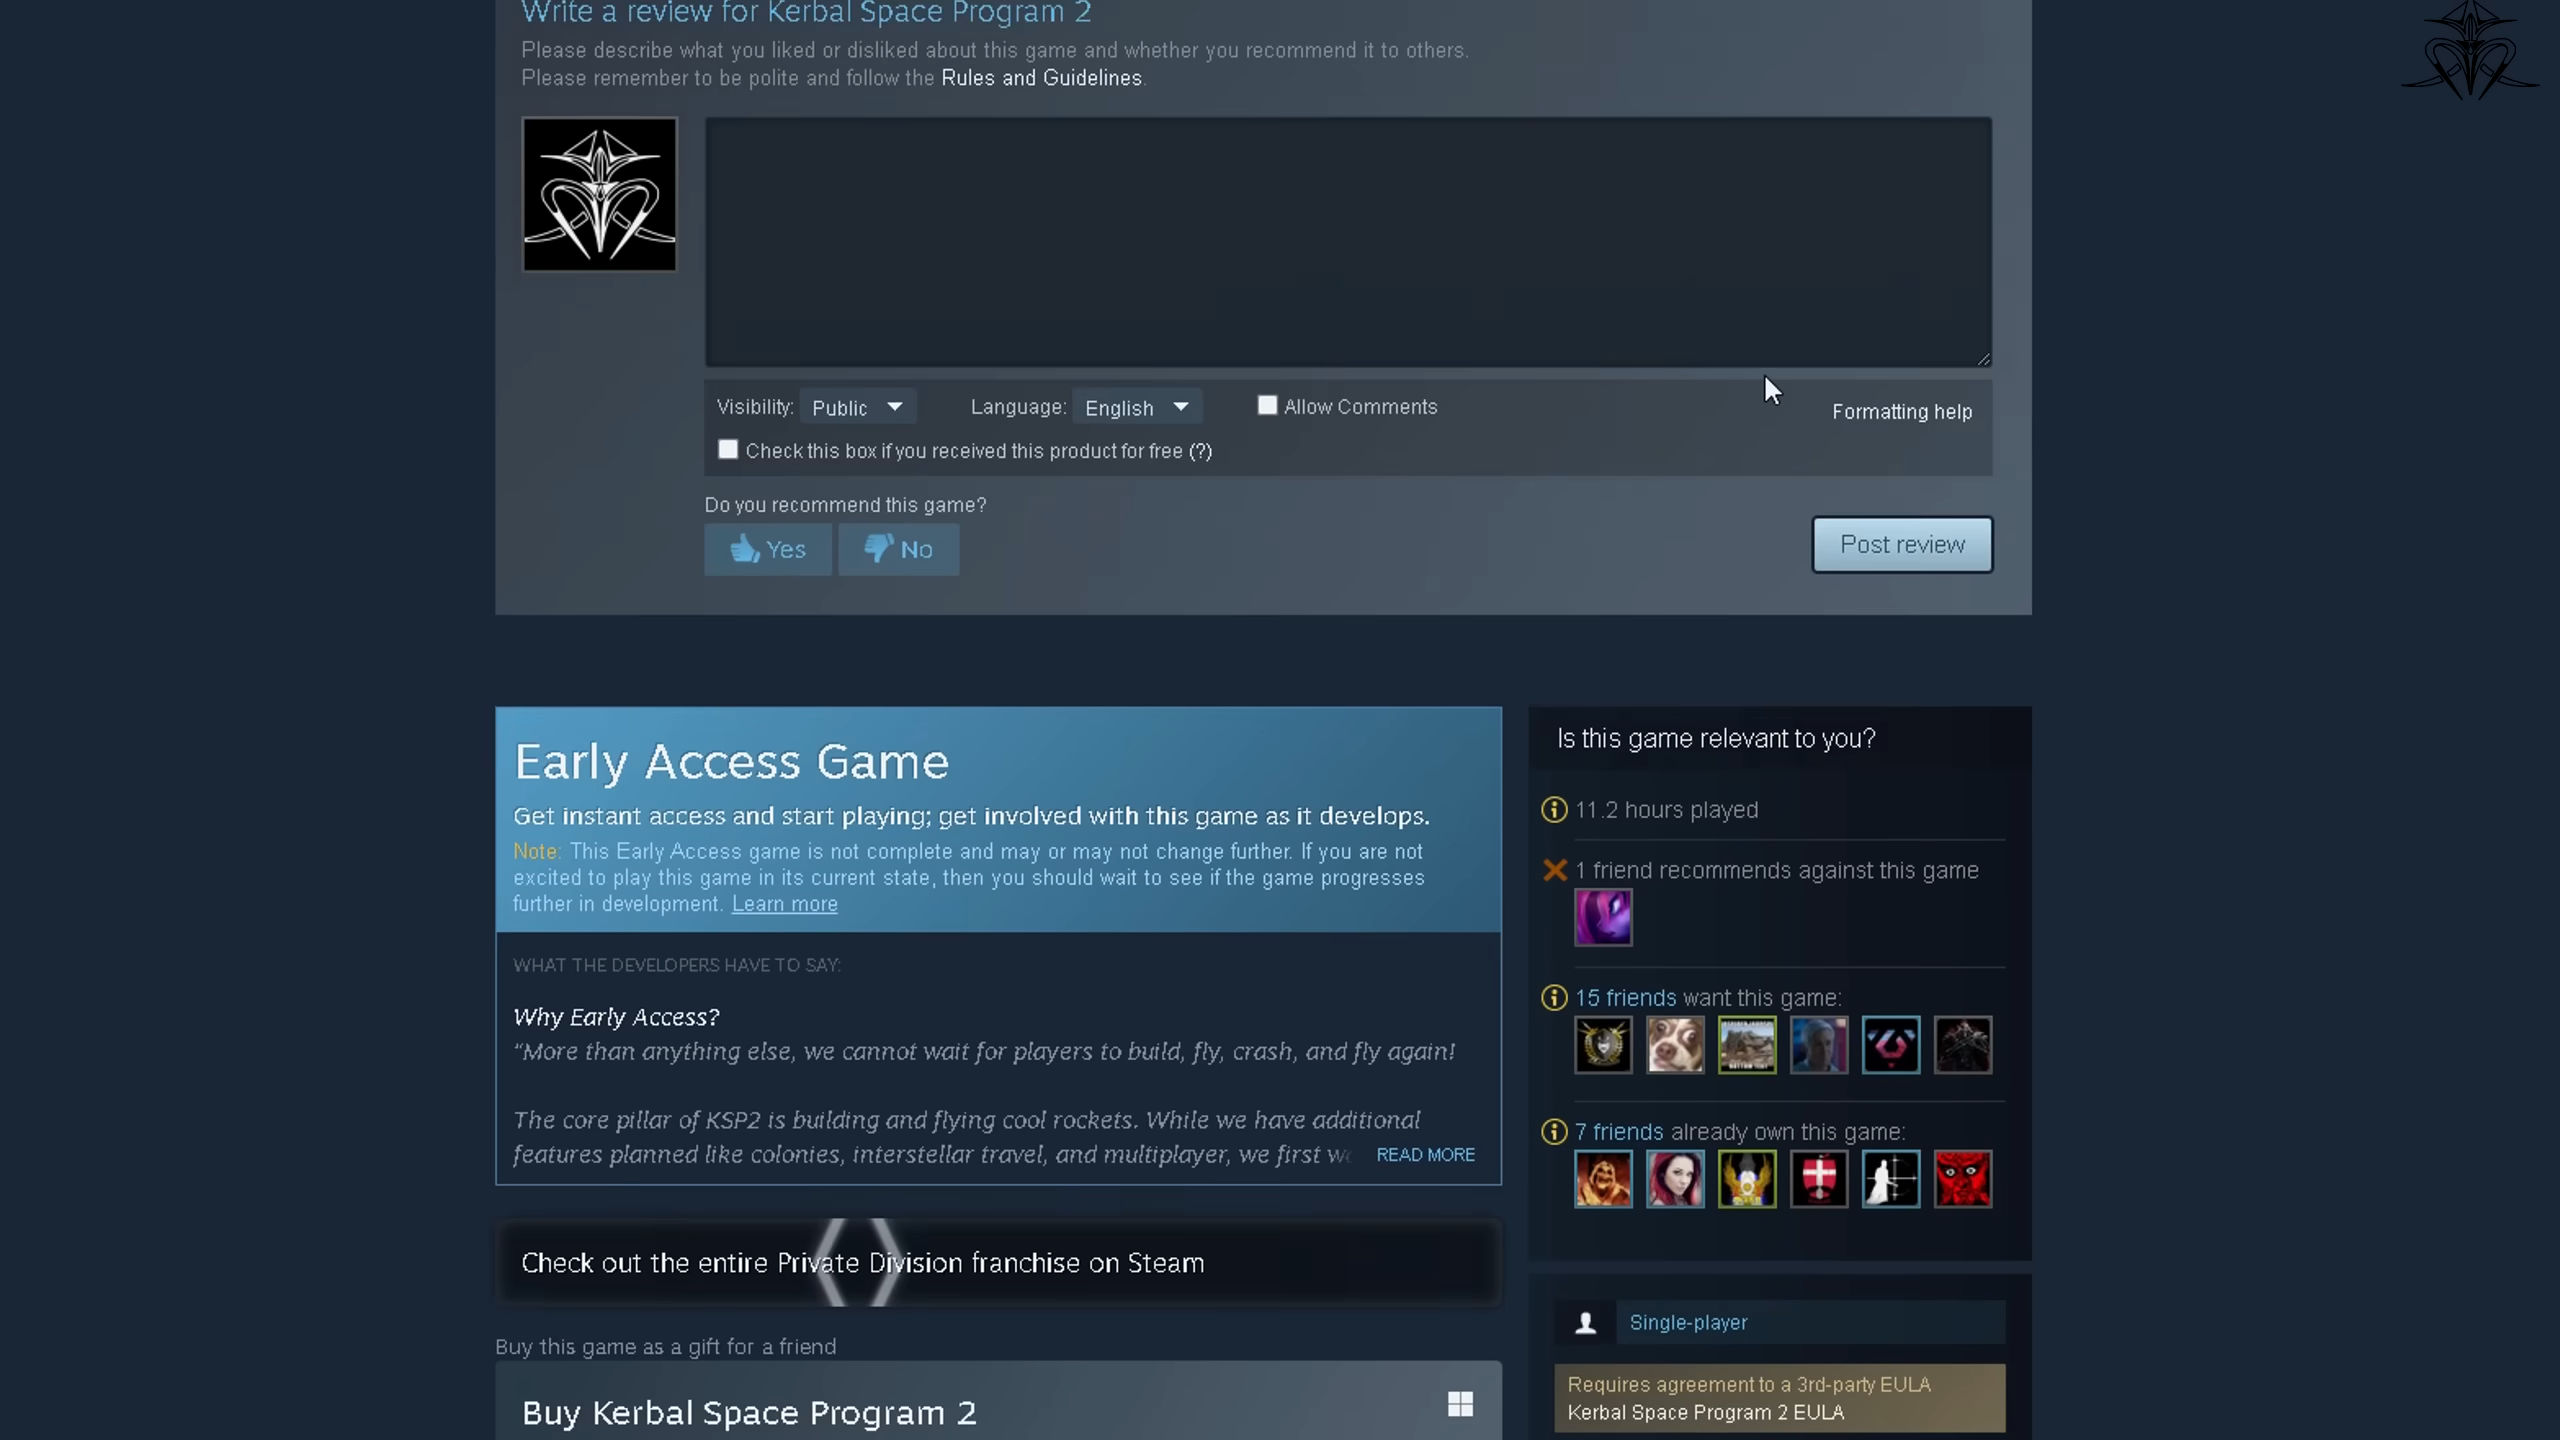 Write a review for Kerbal Space Program 2
Please describe what you liked or disliked about this game and whether you recommend it to others.
Please remember to be polite and follow the Rules and Guidelines.
Visibility: Public
Language: English
Allow Comments
Formatting help
Check this box if you received this product for free (?)
Do you recommend this game?
Yes
No
Post review
Early Access Game
Get instant access and start playing; get involved with this game as it develops.
Note: This Early Access game is not complete and may or may not change further. If you are not
excited to play this game in its current state, then you should wait to see if the game progresses
further in development. Learn more
WHAT THE DEVELOPERS HAVE TO SAY:
Why Early Access?
“More than anything else, we cannot wait for players to build, fly, crash, and fly again!
The core pillar of KSP2 is building and flying cool rockets. While we have additional
features planned like colonies, interstellar travel, and multiplayer, we first
READ MORE
Check out the entire Private Division franchise on Steam
Buy this game as a gift for a friend
Buy Kerbal Space Program 2
Is this game relevant to you?
11.2 hours played
1 friend recommends against this game
15 friends want this game:
7 friends already own this game:
Single-player
Requires agreement to a 3rd-party EULA
Kerbal Space Program 2 EULA